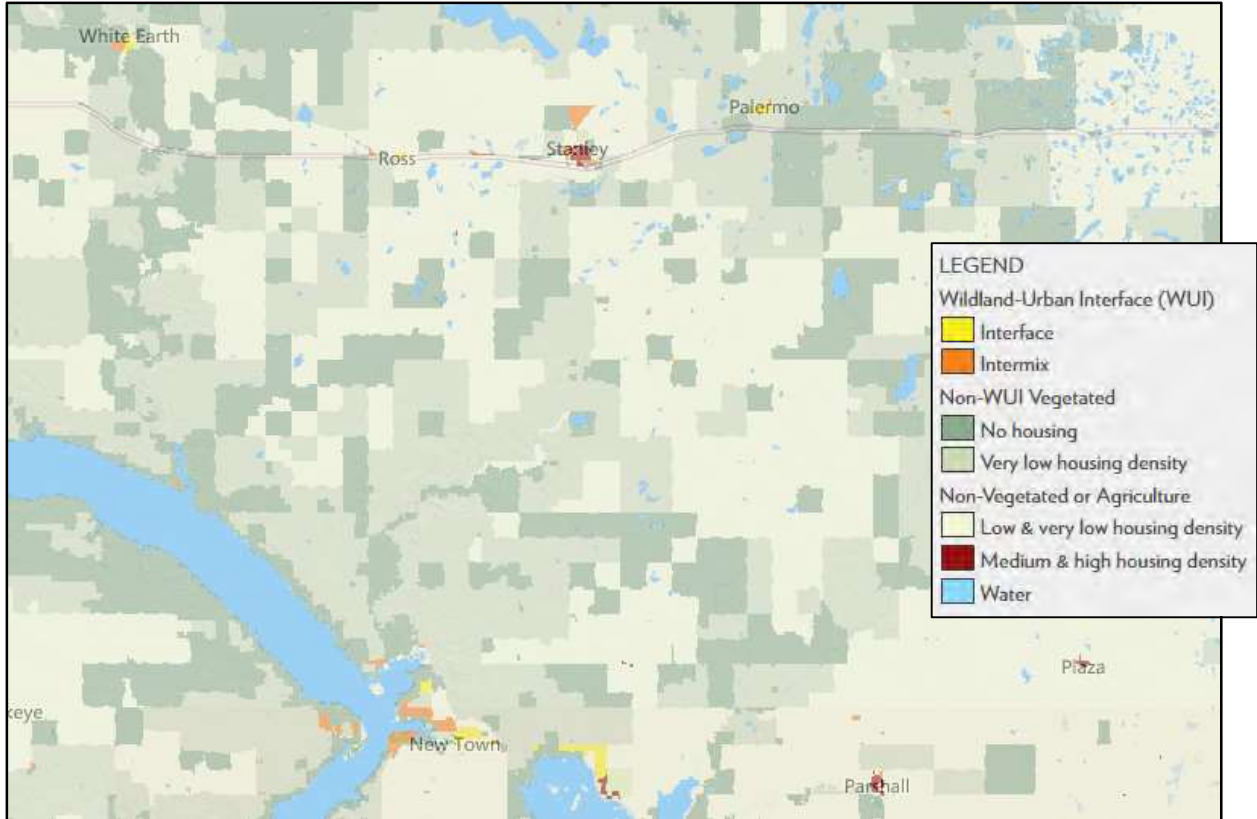 White Earth
Palermo
Stanley
Ross
LEGEND
Wildland-Urban Interface (WUI)
Interface
Intermix
Non-WUI Vegetated
No housing
Very low housing density
Non-Vegetated or Agriculture
Low & very low housing density
Medium & high housing density
Water
Plaza
keye
New Town
Parshall